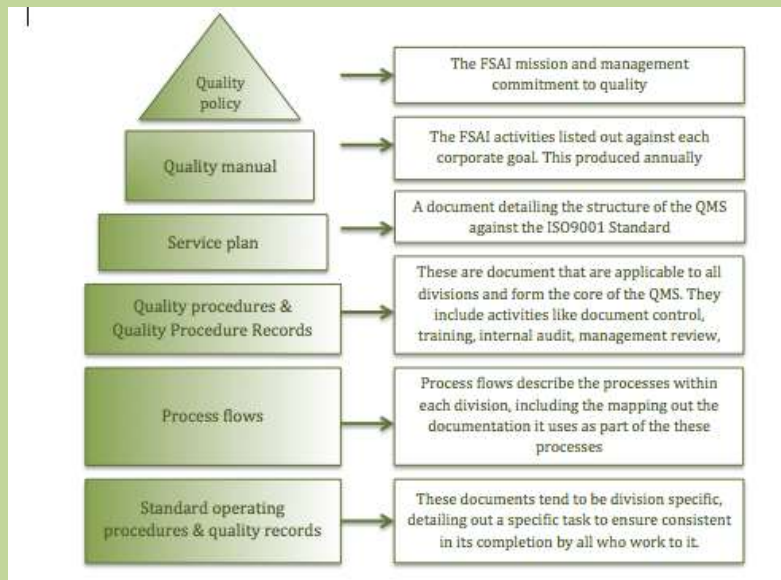 Quality
policy
The FSAI mission and management
commitment to quality
Quality manual
The FSAI activities listed out against each
corporate goal. This produced annually
Service plan
A document detailing the structure of the QMS
against the ISO9001 Standard
Quality procedures &
Quality Procedure Records
These are document that are applicable to all
divisions and form the core of the QMS. They
include activities like document control,
training, internal audit, management review,
Process flows
Process flows describe the processes within
each division, including the mapping out the
documentation it uses as part of the these
processes
Standard operating
procedures & quality records
These documents tend to be division specific,
detailing out a specific task to ensure consistent
in its completion by all who work to it.